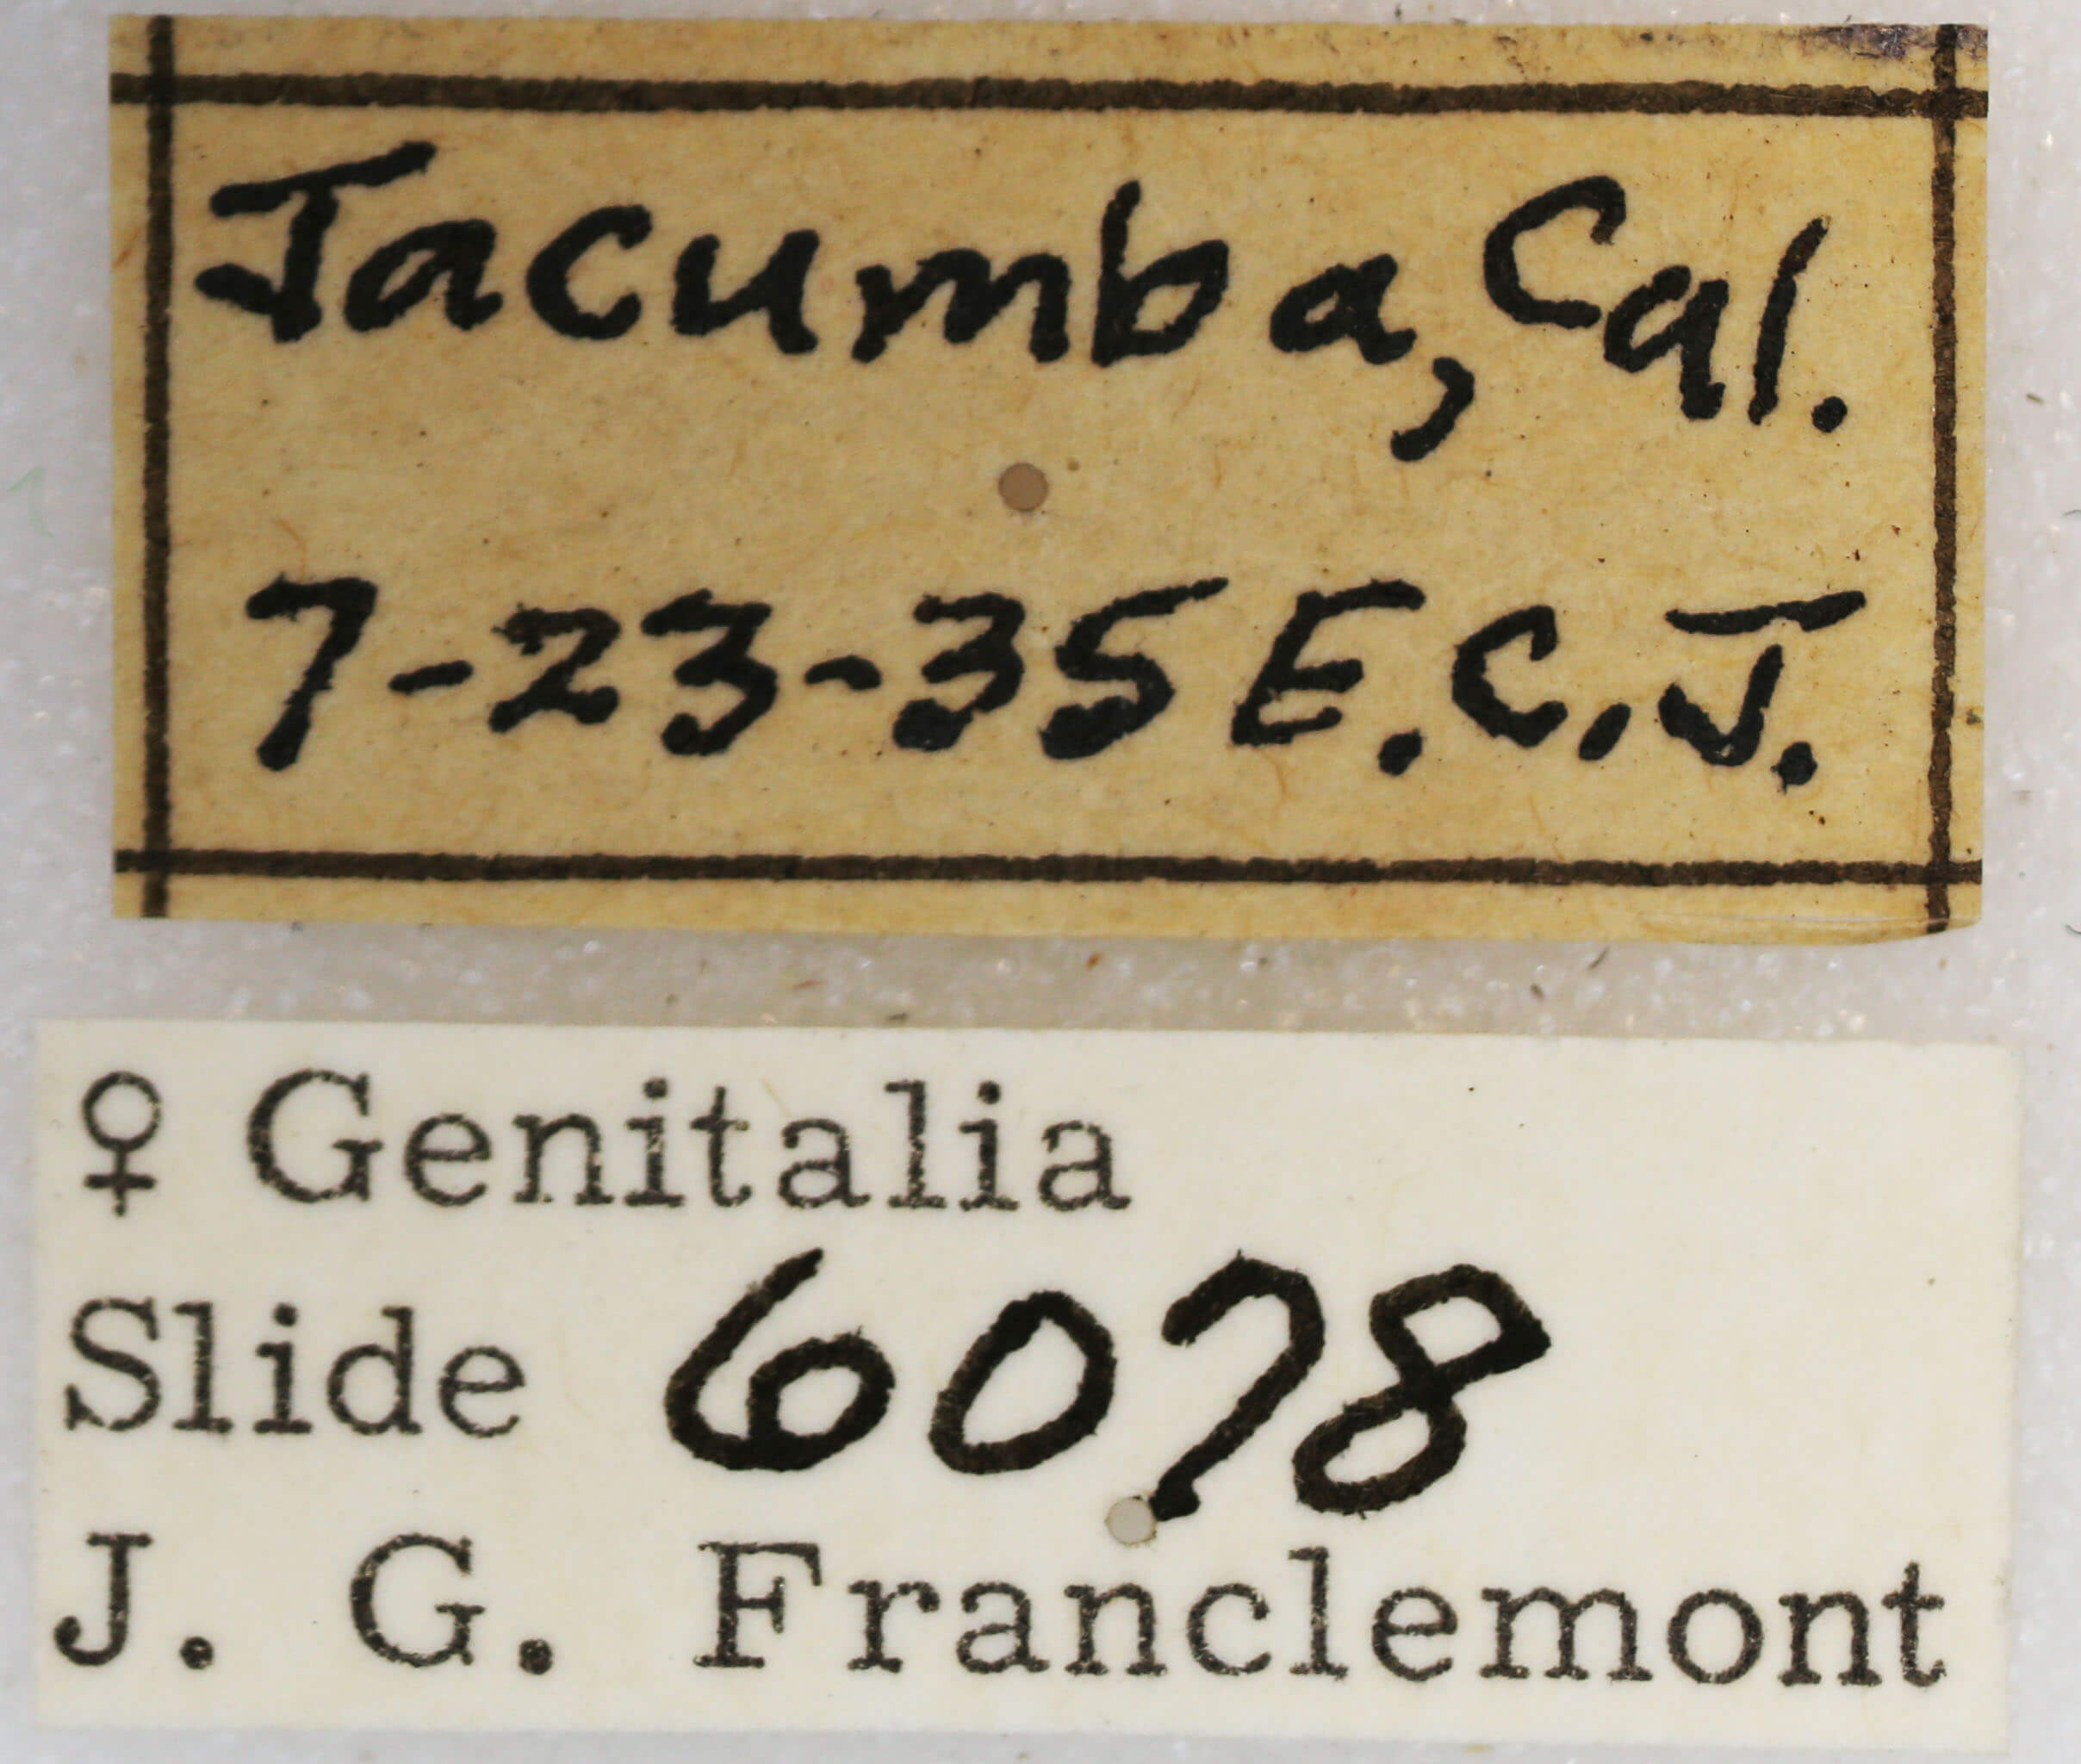 Jacumba, Cal.
7-23-35 E.C.J.
♀ Genitalia
Slide 6078
J. G. Franclemont